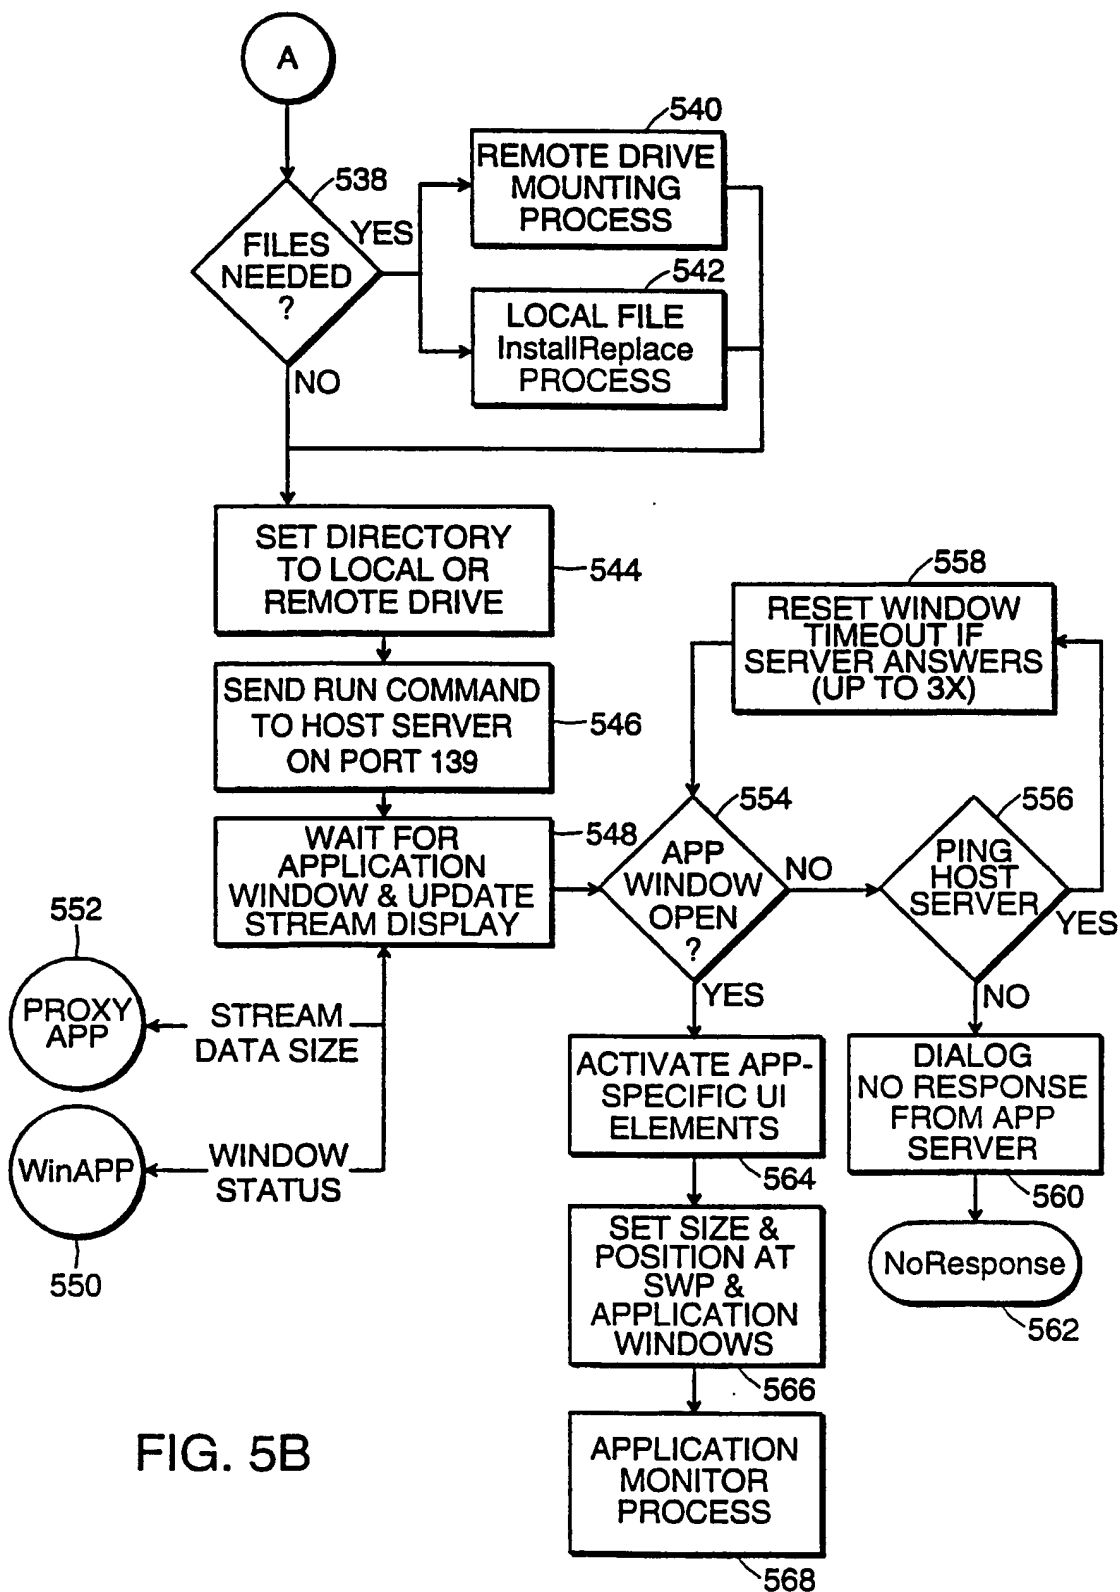 A
540
REMOTE DRIVE
MOUNTING
PROCESS
538
FILES
NEEDED
?
YES
NO
542
LOCAL FILE
InstallReplace
PROCESS
SET DIRECTORY
TO LOCAL OR
REMOTE DRIVE
544
SEND RUN COMMAND
TO HOST SERVER
ON PORT 139
546
WAIT FOR
APPLICATION
WINDOW & UPDATE
STREAM DISPLAY
548
552
PROXY
APP
STREAM
DATA SIZE
WinAPP
WINDOW
STATUS
550
558
RESET WINDOW
TIMEOUT IF
SERVER ANSWERS
(UP TO 3X)
554
APP
WINDOW
OPEN
?
NO
YES
556
PING
HOST
SERVER
YES
NO
ACTIVATE APP-
SPECIFIC UI
ELEMENTS
564
DIALOG
NO RESPONSE
FROM APP
SERVER
560
NoResponse
562
SET SIZE &
POSITION AT
SWP &
APPLICATION
WINDOWS
566
APPLICATION
MONITOR
PROCESS
568
FIG. 5B